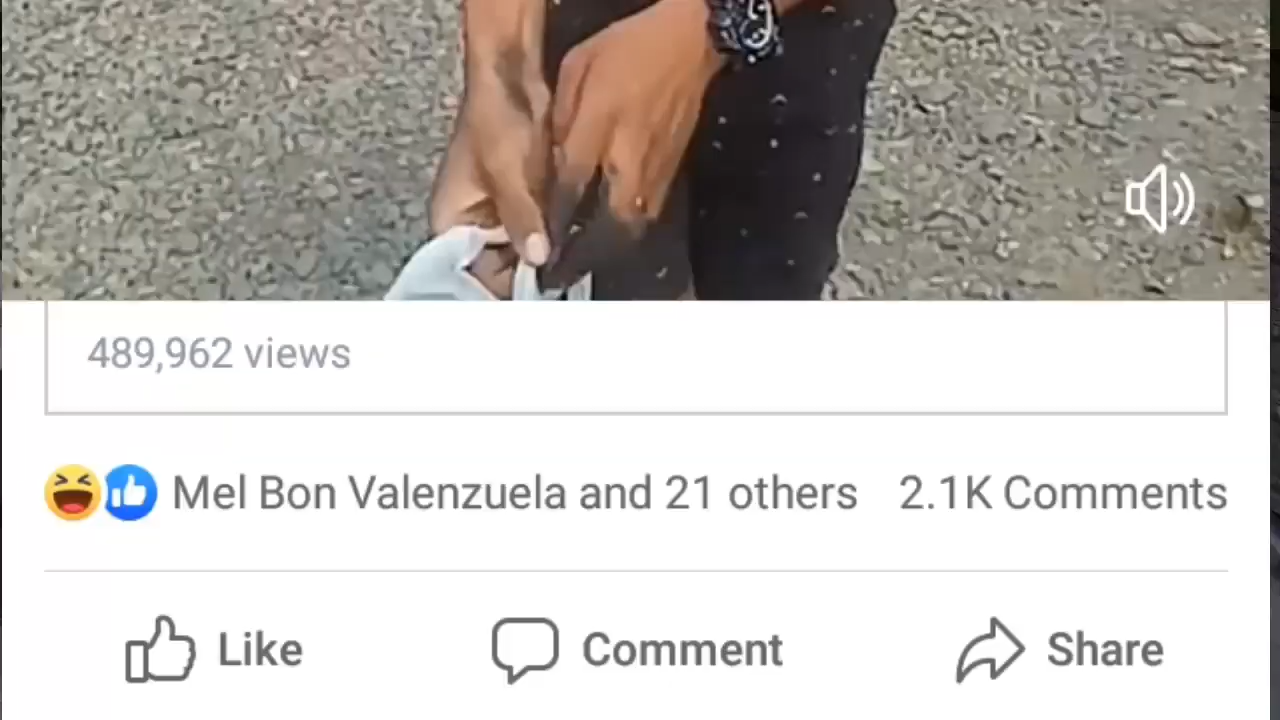 489,962 views
Mel Bon Valenzuela and 21 others 2.1K Comments
Like Comment Share